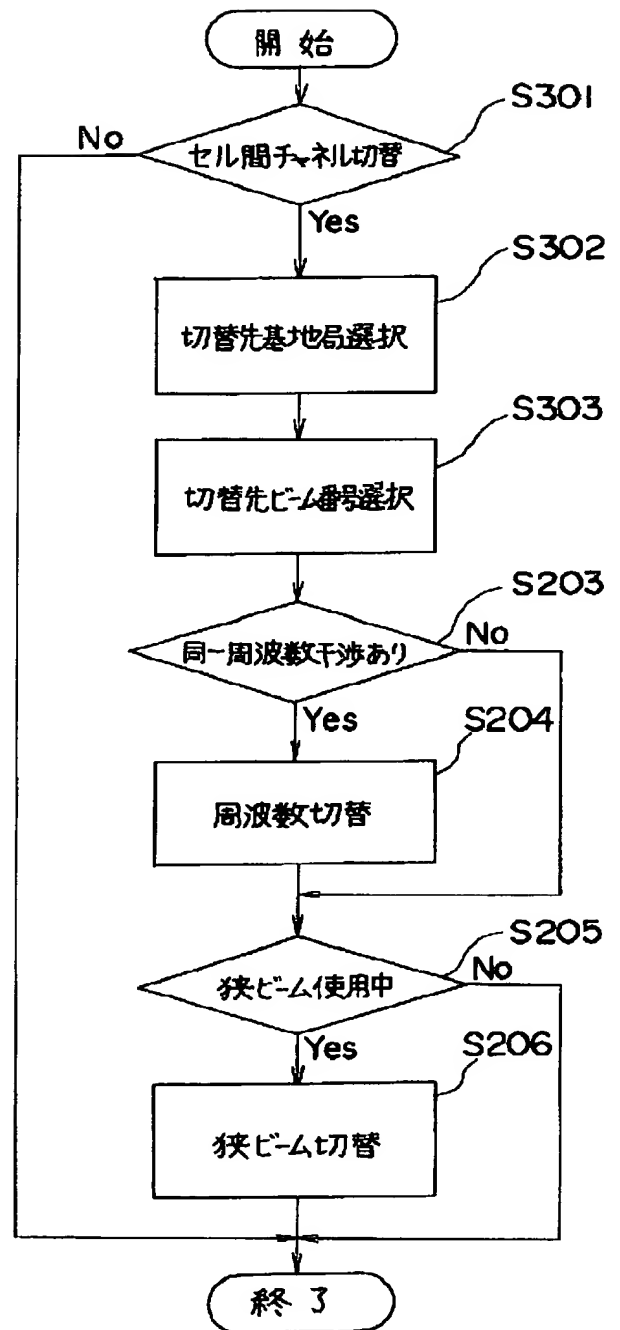 開始
S301
No
セル間チャネル切替
Yes
S302
切替先基地局選択
S303
切替先ビーム番号選択
S203
No
同一周波数干渉あり
Yes
S204
周波数切替
S205
No
狭ビーム使用中
Yes
S206
狭ビーム切替
終了